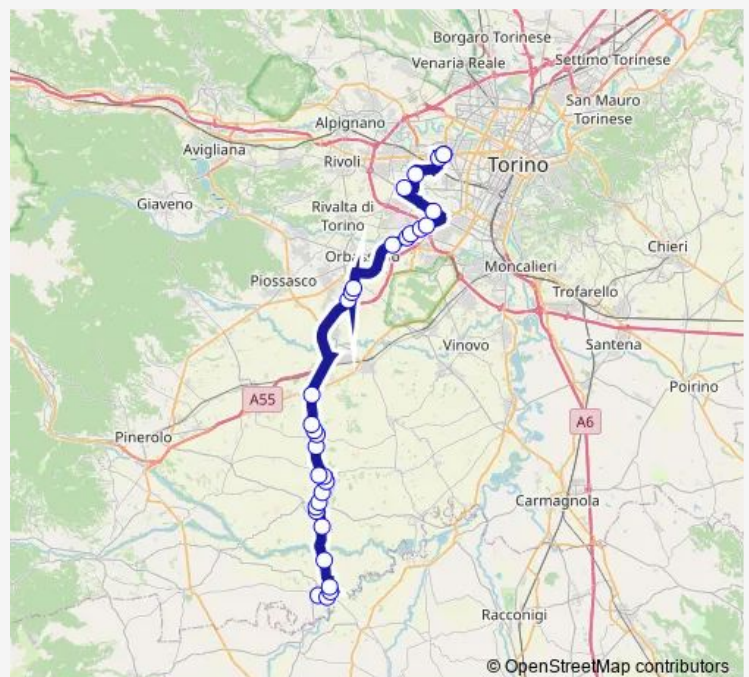 Borgaro Torinese
Venaria Reale
Settimo Torinese
San Mauro
Torinese
Alpignano
Avigliana
Rivoli
Torino
Giaveno
Rivalta di
Torino
Chieri
Moncalieri
Piossasco
Trofarello
Vinovo
Santena
Poirino
A55
A6
Pinerolo
Carmagnola
Racconigi
© OpenStreetMap contributors